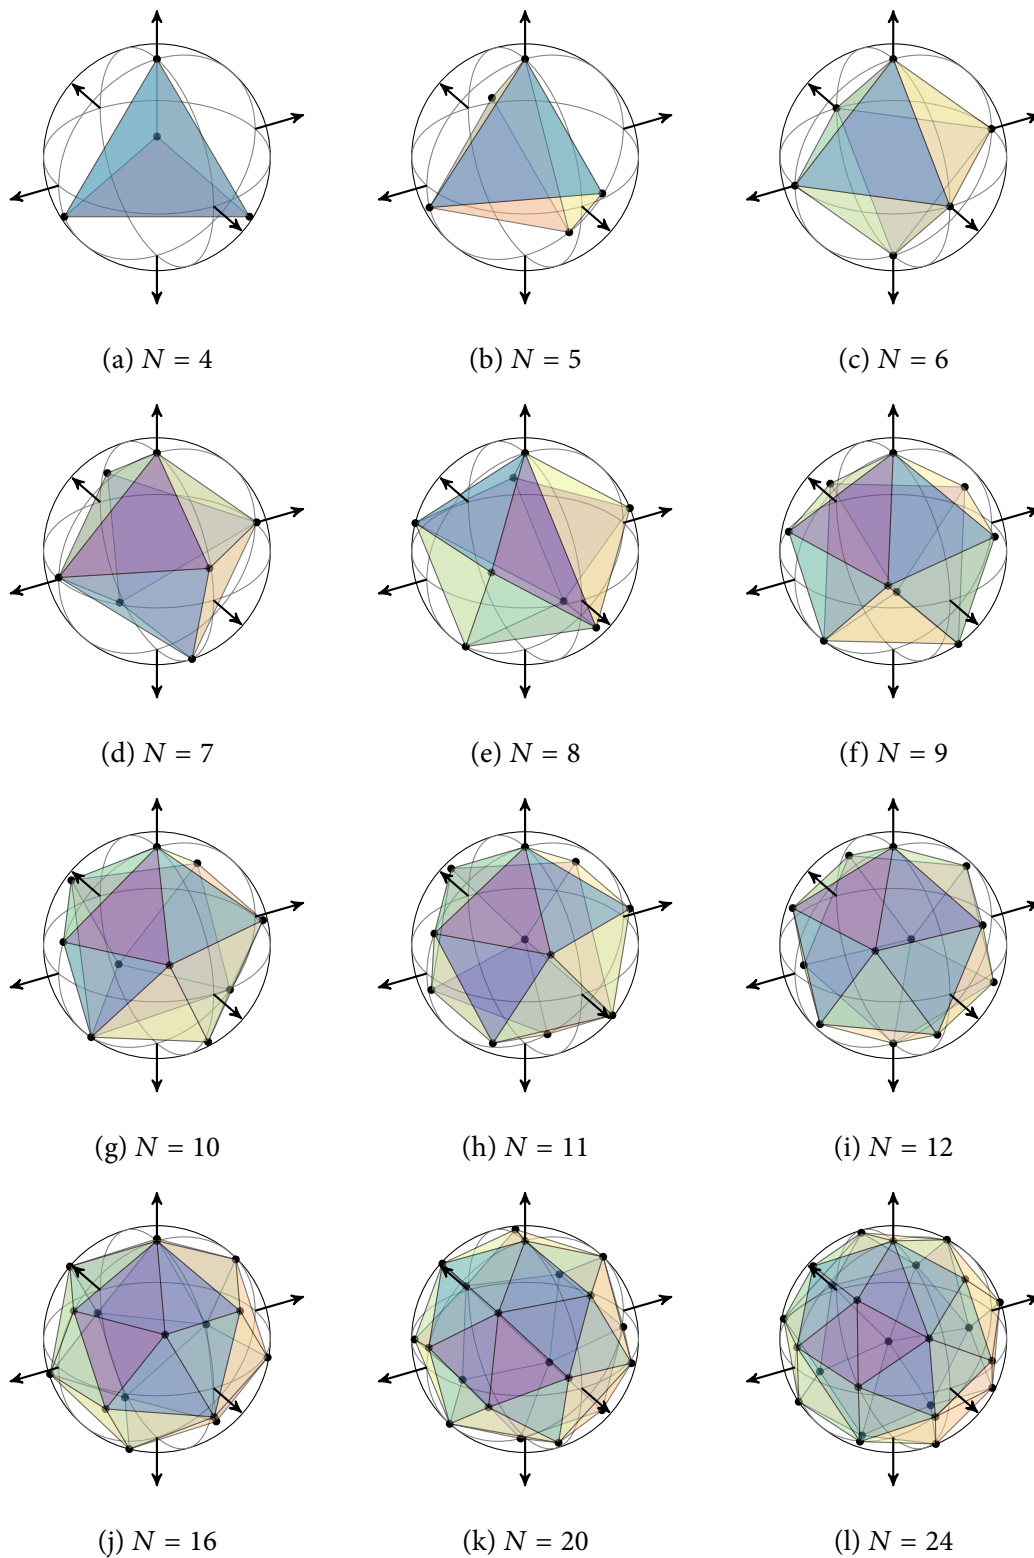 (a) N = 4 (b) N = 5 (c) N = 6
(d) N = 7 (e) N = 8 (f) N = 9
(g) N = 10 (h) N = 11 (i) N = 12
(j) N = 16 (k) N = 20 (l) N = 24